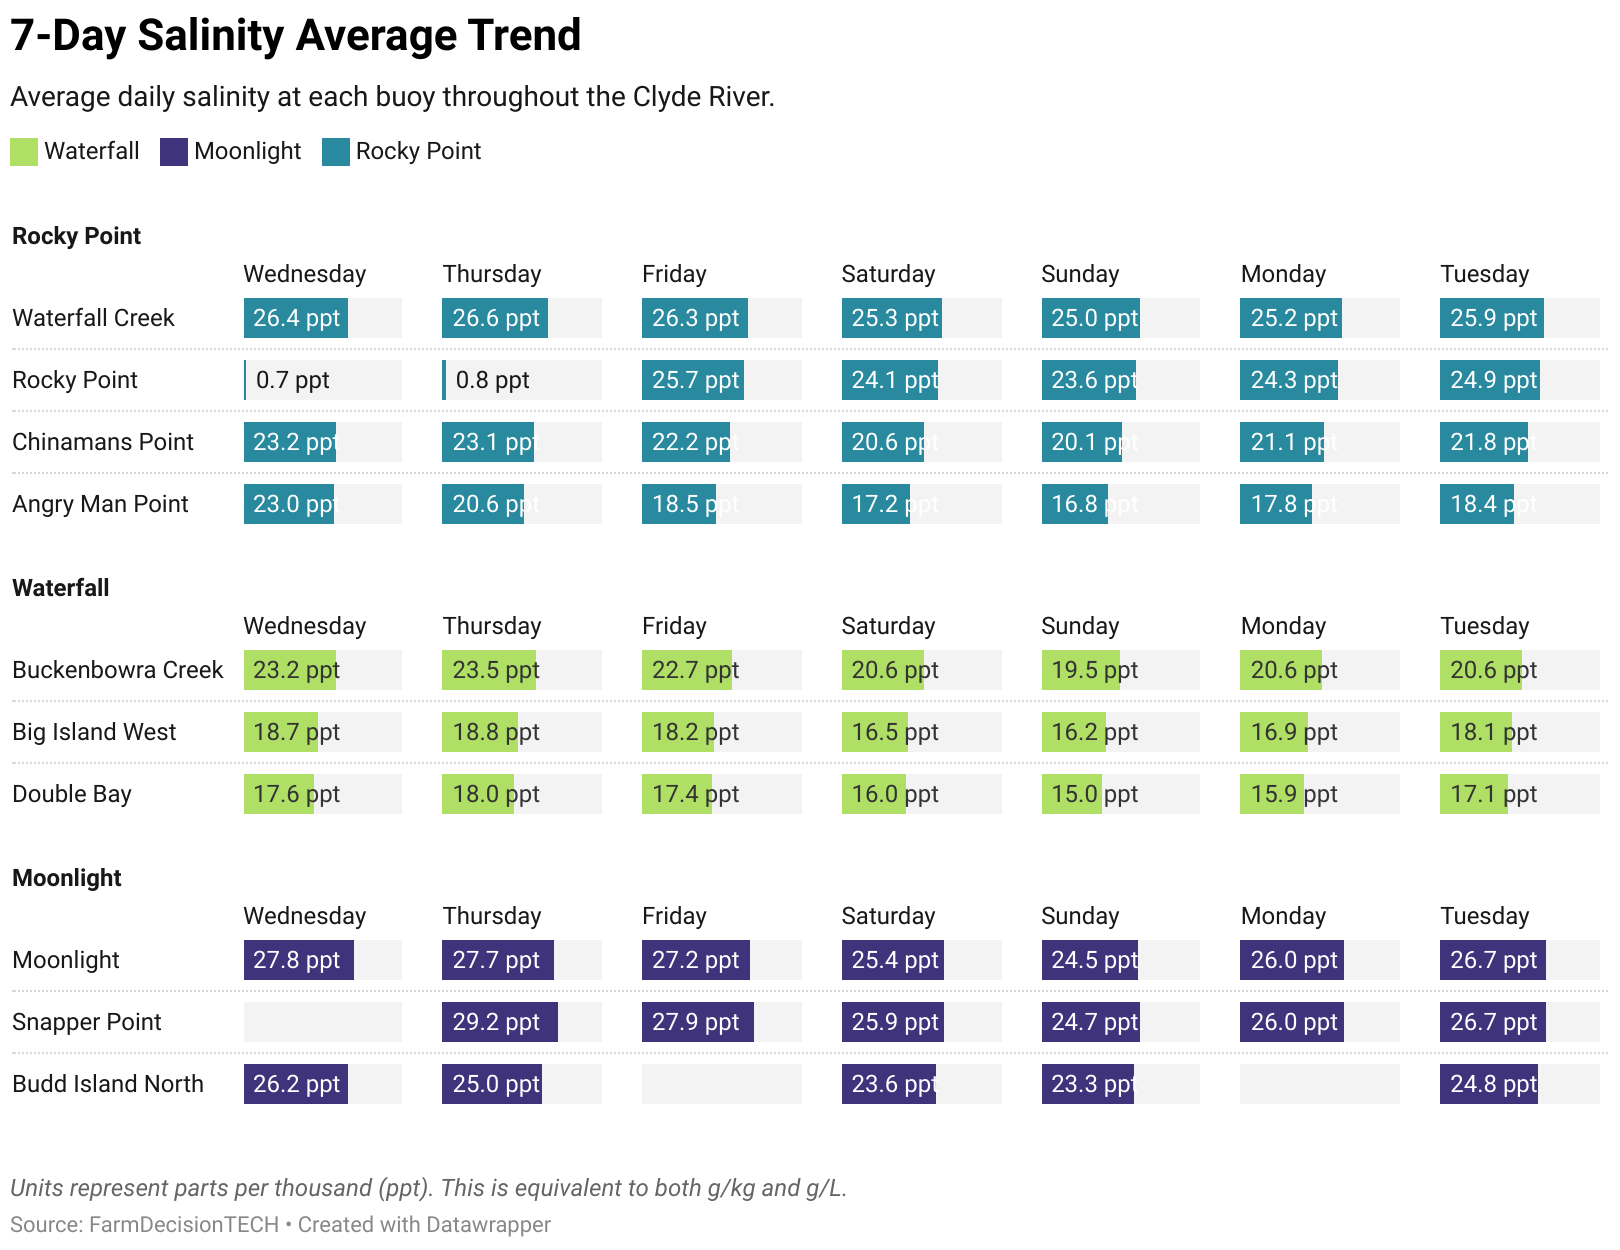 7-Day Salinity Average Trend
Average daily salinity at each buoy throughout the Clyde River.
Waterfall Moonlight Rocky Point
Rocky Point
Wednesday Thursday Friday Saturday Sunday Monday Tuesday
Waterfall Creek 26.4 ppt 26.6 ppt 26.3 ppt 25.3 ppt 25.0 ppt 25.2 ppt 25.9 ppt
Rocky Point 0.7 ppt 0.8 ppt 25.7 ppt 24.1 ppt 23.6 ppt 24.3 ppt 24.9 ppt
Chinamans Point 23.2 ppt 23.1 ppt 22.2 ppt 20.6 ppt 20.1 ppt 21.1 ppt 21.8 ppt
Angry Man Point 23.0 ppt 20.6 ppt 18.5 ppt 17.2 ppt 16.8 ppt 17.8 ppt 18.4 ppt
Waterfall
Wednesday Thursday Friday Saturday Sunday Monday Tuesday
Buckenbowra Creek 23.2 ppt 23.5 ppt 22.7 ppt 20.6 ppt 19.5 ppt 20.6 ppt 20.6 ppt
Big Island West 18.7 ppt 18.8 ppt 18.2 ppt 16.5 ppt 16.2 ppt 16.9 ppt 18.1 ppt
Double Bay 17.6 ppt 18.0 ppt 17.4 ppt 16.0 ppt 15.0 ppt 15.9 ppt 17.1 ppt
Moonlight
Wednesday Thursday Friday Saturday Sunday Monday Tuesday
Moonlight 27.8 ppt 27.7 ppt 27.2 ppt 25.4 ppt 24.5 ppt 26.0 ppt 26.7 ppt
Snapper Point 29.2 ppt 27.9 ppt 25.9 ppt 24.7 ppt 26.0 ppt 26.7 ppt
Budd Island North 26.2 ppt 25.0 ppt 23.6 ppt 23.3 ppt 24.8 ppt
Units represent parts per thousand (ppt). This is equivalent to both g/kg and g/L.
Source: FarmDecisionTECH • Created with Datawrapper